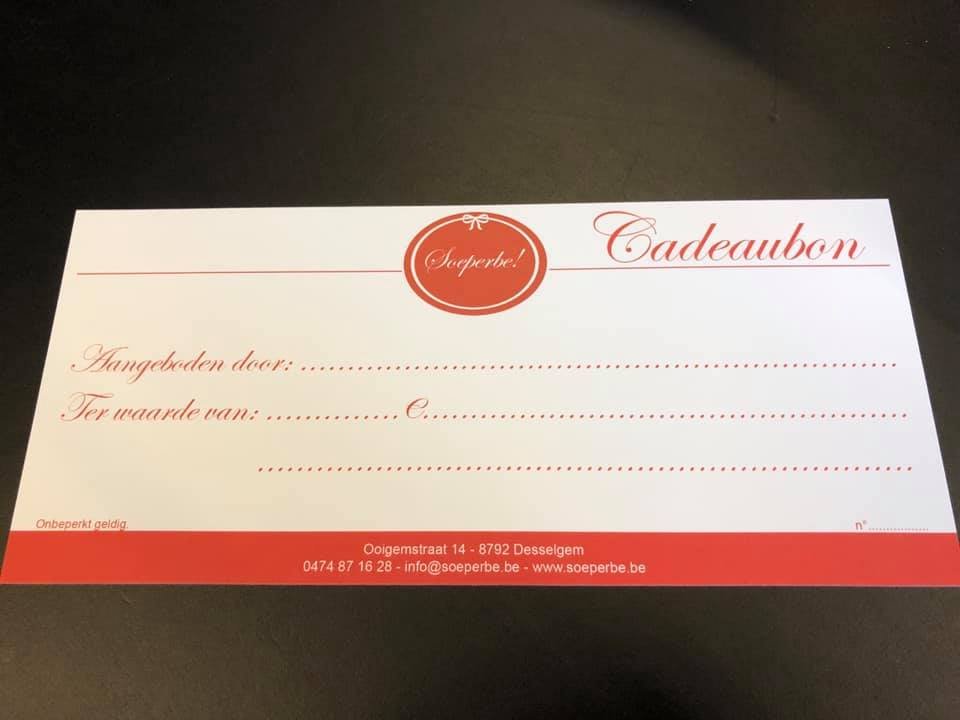 Soeperbe!
Cadeaubon
Aangeboden door: ..........................................................................
Ter waarde van: .............. €............................................................
..................................................................................
Onbeperkt geldig.
n° ..................
Ooigemstraat 14 - 8792 Desselgem
0474 87 16 28 - info@soeperbe.be - www.soeperbe.be